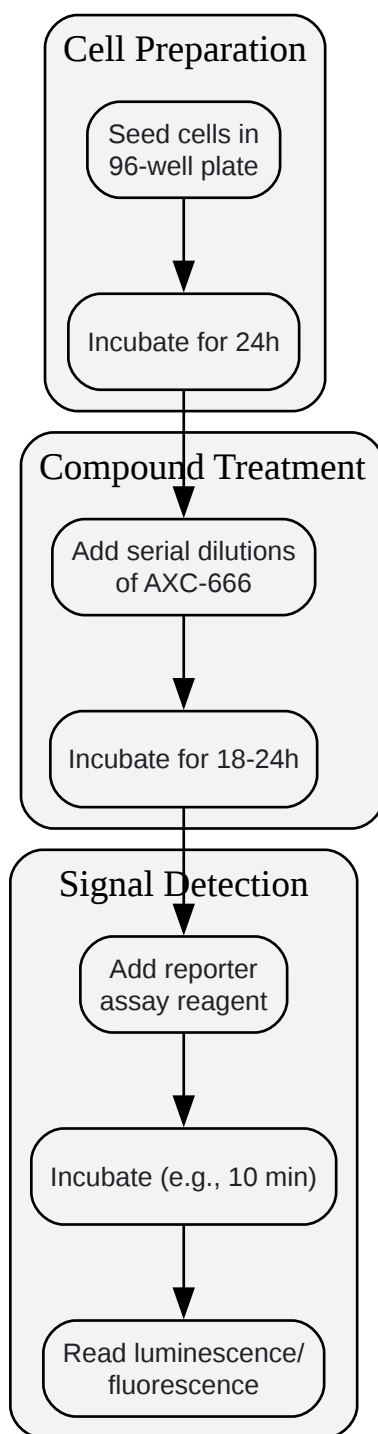 Cell Preparation
Seed cells in
96-well plate
Incubate for 24h
Compound Treatment
Add serial dilutions
of AXC-666
Incubate for 18-24h
Signal Detection
Add reporter
assay reagent
Incubate (e.g., 10 min)
Read luminescence/
fluorescence